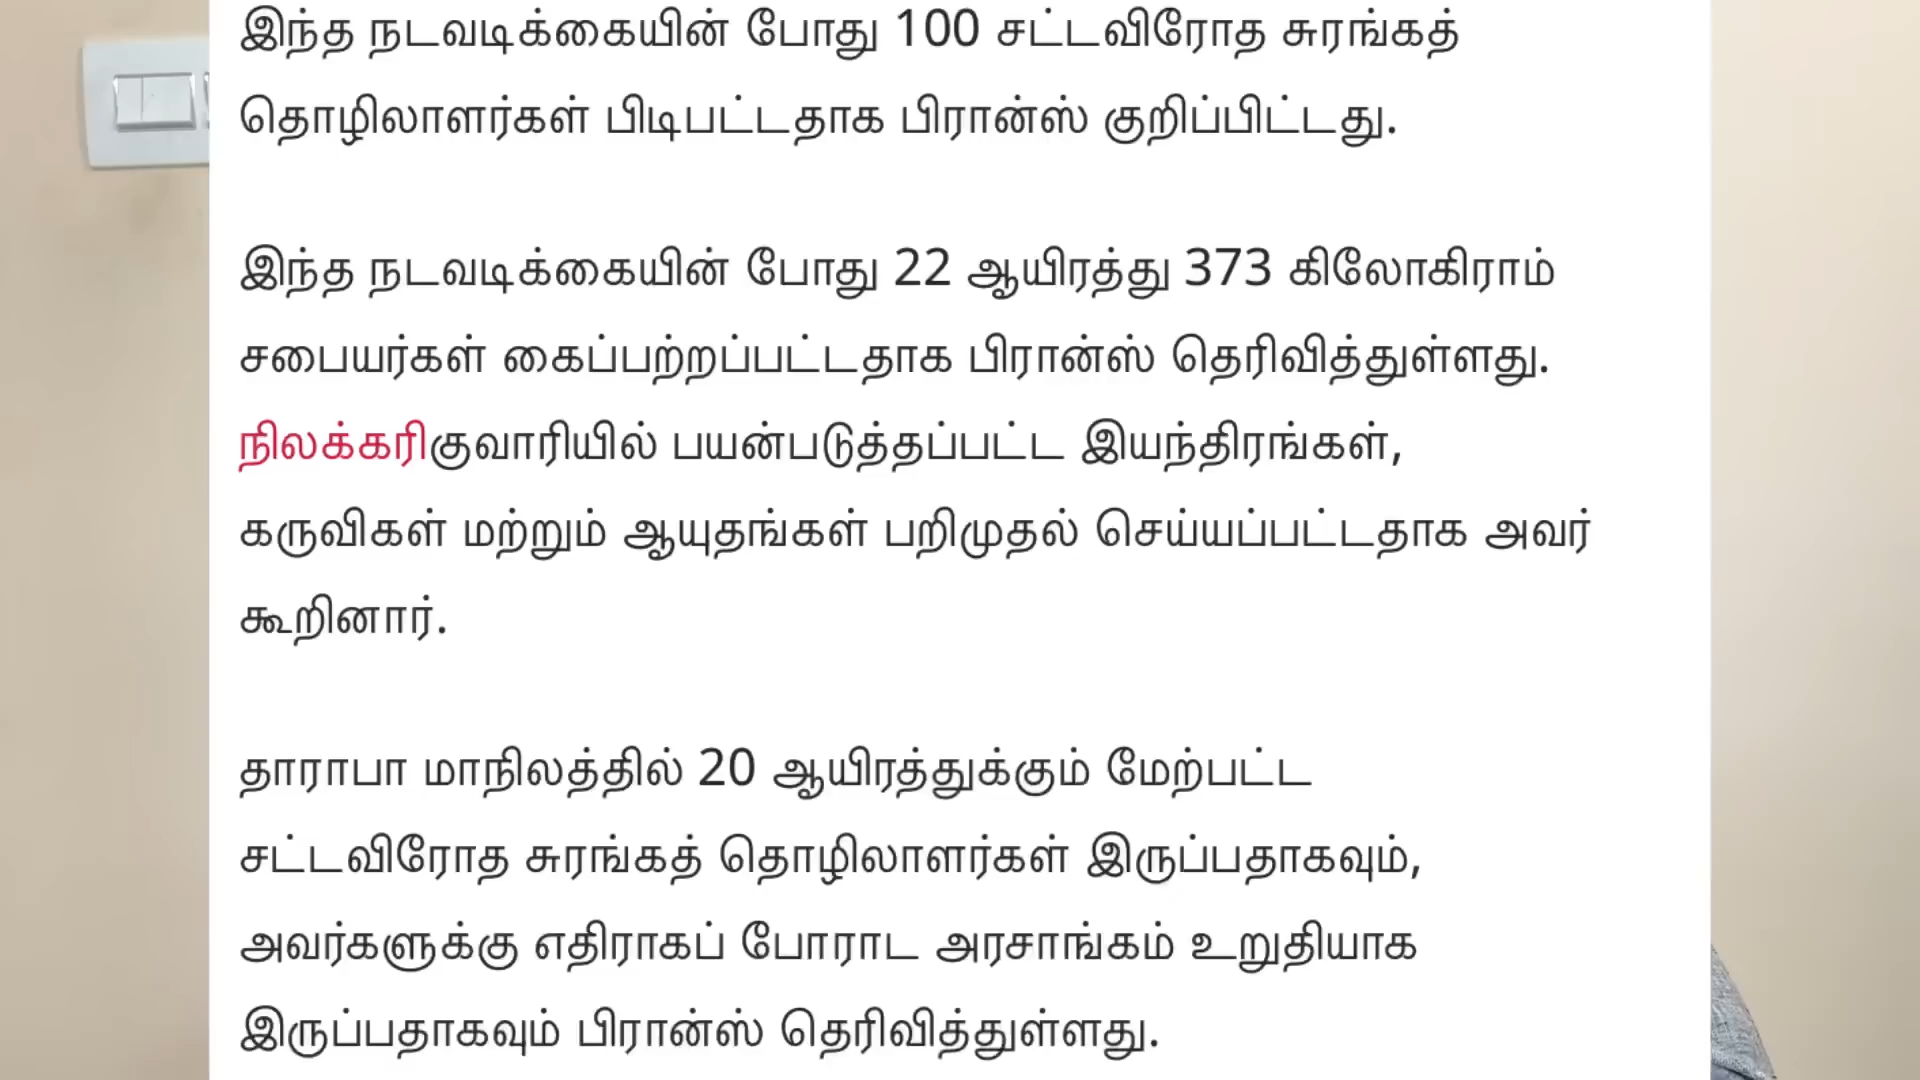 இந்த நடவடிக்கையின் போது 100 சட்டவிரோத சுரங்கத்
தொழிலாளர்கள் பிடிபட்டதாக பிரான்ஸ் குறிப்பிட்டது.
இந்த நடவடிக்கையின் போது 22 ஆயிரத்து 373 கிலோகிராம்
சபையர்கள் கைப்பற்றப்பட்டதாக பிரான்ஸ் தெரிவித்துள்ளது.
நிலக்கரிகுவாரியில் பயன்படுத்தப்பட்ட இயந்திரங்கள்,
கருவிகள் மற்றும் ஆயுதங்கள் பறிமுதல் செய்யப்பட்டதாக அவர்
கூறினார்.
தாராபா மாநிலத்தில் 20 ஆயிரத்துக்கும் மேற்பட்ட
சட்டவிரோத சுரங்கத் தொழிலாளர்கள் இருப்பதாகவும்,
அவர்களுக்கு எதிராகப் போராட அரசாங்கம் உறுதியாக
இருப்பதாகவும் பிரான்ஸ் தெரிவித்துள்ளது.